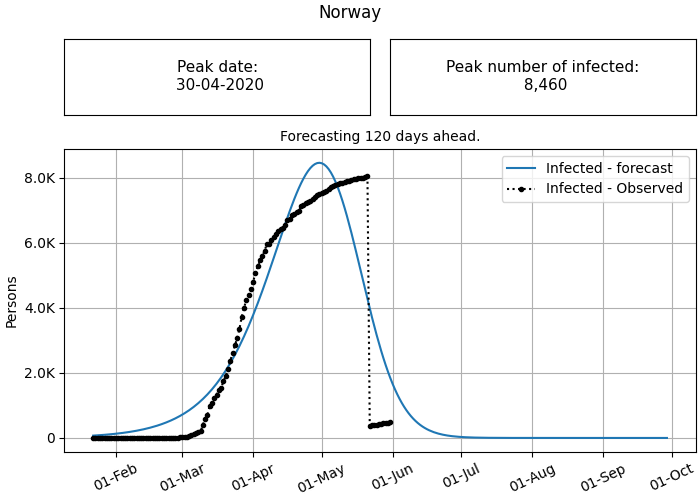 Norway
Peak date:
30-04-2020
Peak number of infected:
8,460
Forecasting 120 days ahead.
Infected - forecast
Infected - Observed
8.0K
6.0K
4.0K
2.0K
0
Persons
01-Feb
01-Mar
01-Apr
01-May
01-Jun
01-Jul
01-Aug
01-Sep
01-Oct